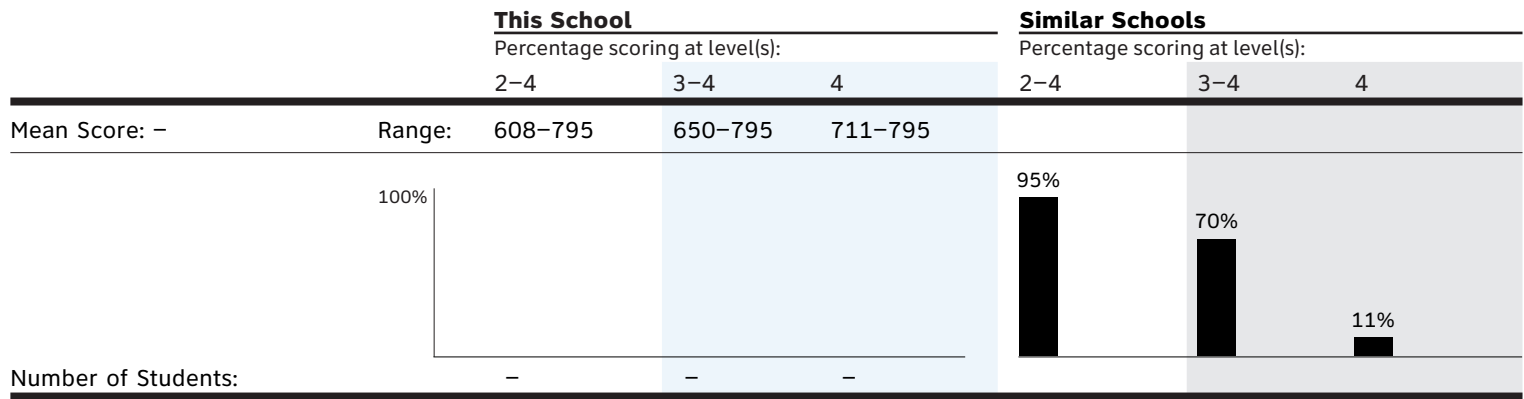 This School Similar Schools
Percentage scoring at level(s): Percentage scoring at level(s):
2–4 3–4 4 2–4 3–4 4
Mean Score: – Range: 608–795 650–795 711–795
95%
100%
70%
11%
Number of Students: – – –